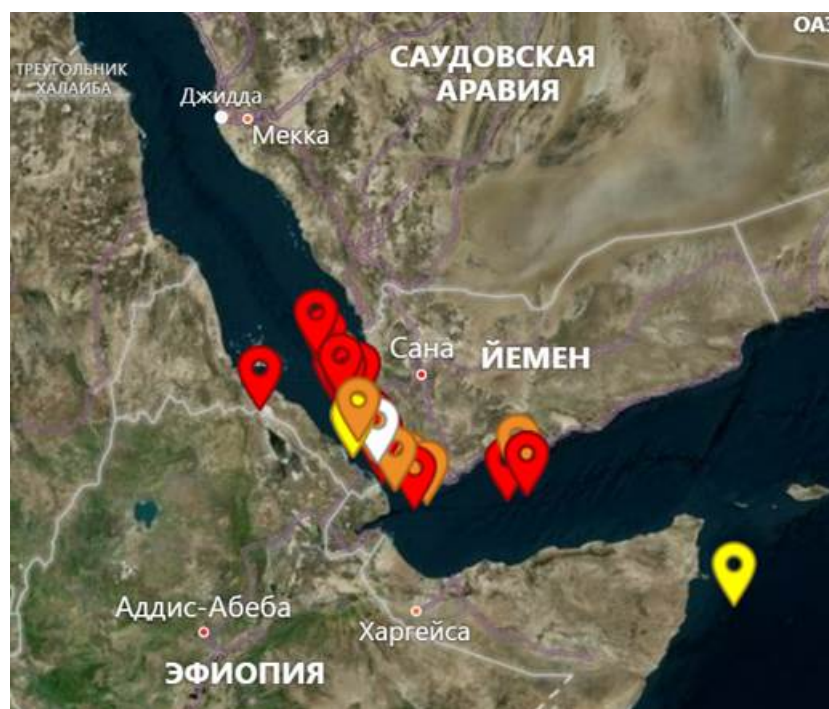 ОАЭ
САУДОВСКАЯ
АРАВИЯ
ТРЕУГОЛЬНИК
ХАЛАИБА
Джидда
Мекка
Сана
ЙЕМЕН
Аддис-Абеба
Харгейса
ЭФИОПИЯ